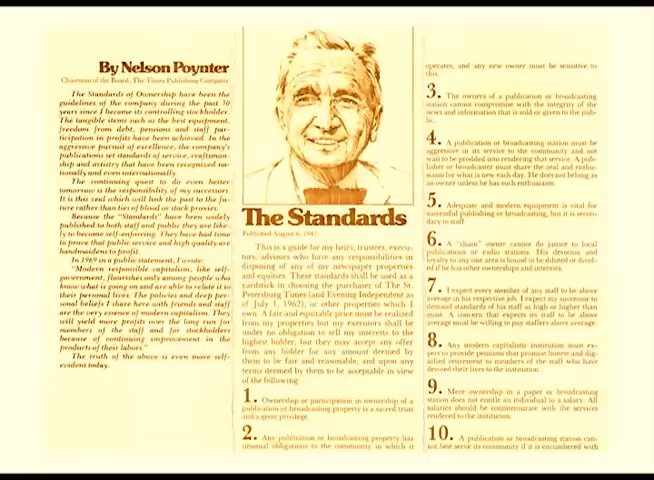 By Nelson Poynter
Chairman of the Board, The Times Publishing Company
The Standards of Ownership have been the
guidelines of the company during the past 30
years since I became its controlling stockholder.
The tangible items such as the best equipment,
freedom from debt, pensions and staff par-
ticipation in profits have been achieved. In the
aggressive pursuit of excellence, the company's
publications set standards of service, craftsman-
ship and artistry that have been recognized na-
tionally and even internationally.
The continuing quest to do even better
tomorrow is the responsibility of my successors.
It is this zeal which will link the past to the fu-
ture rather than ties of blood or stock proxies.
Because the "Standards" have been widely
published to both staff and public they are like-
ly to become self-enforcing. They have had time
to prove that public service and high quality are
handmaidens to profit.
In 1969 in a public statement, I wrote:
"Modern responsible capitalism, like self-
government, flourishes only among people who
know what is going on and are able to relate it to
their personal lives. The policies and deep per-
sonal beliefs I share here with friends and staff
are the very essence of modern capitalism. They
will yield more profits over the long run for
members of the staff and for stockholders
because of continuing improvement in the
products of their labors."
The truth of the above is even more self-
evident today.
The Standards
Published August 6, 1947
This is a guide for my heirs, trustees, execu-
tors, advisors who have any responsibilities in
disposing of any of my newspaper properties
and equities. These standards shall be used as a
yardstick in choosing the purchaser of The St.
Petersburg Times (and Evening Independent as
of July 1, 1962), or other properties which I
own. A fair and equitable price must be realized
from my properties but my executors shall be
under no obligation to sell my interests to the
highest bidder, but they may accept any offer
from any bidder for any amount deemed by
them to be fair and reasonable, and upon any
terms deemed by them to be acceptable in view
of the following:
1. Ownership or participation in ownership of a
publication or broadcasting property is a sacred trust
and a great privilege.
2. Any publication or broadcasting property has
unusual obligations to the community in which it
operates, and any new owner must be sensitive to
this.
3. The owners of a publication or broadcasting
station cannot compromise with the integrity of the
news and information that is sold or given to the pub-
lic.
4. A publication or broadcasting station must be
aggressive in its service to the community and not
wait to be prodded into rendering that service. A pub-
lisher or broadcaster must share the zeal and enthu-
siasm for what is new each day. He does not belong as
an owner unless he has such enthusiasm.
5. Adequate and modern equipment is vital for
successful publishing or broadcasting, but it is secon-
dary to staff.
6. A "chain" owner cannot do justice to local
publications or radio stations. His devotion and
loyalty to any one area is bound to be diluted or divid-
ed if he has other ownerships and interests.
7. I expect every member of any staff to be above
average in his respective job. I expect my successor to
demand standards of his staff as high or higher than
mine. A concern that expects its staff to be above
average must be willing to pay staffers above average.
8. Any modern capitalistic institution must ex-
pect to provide pensions that promise honest and dig-
nified retirement to members of the staff who have
devoted their lives to the institution.
9. Mere ownership in a paper or broadcasting
station does not entitle an individual to a salary. All
salaries should be commensurate with the services
rendered to the institution.
10. A publication or broadcasting station can-
not best serve its community if it is encumbered with